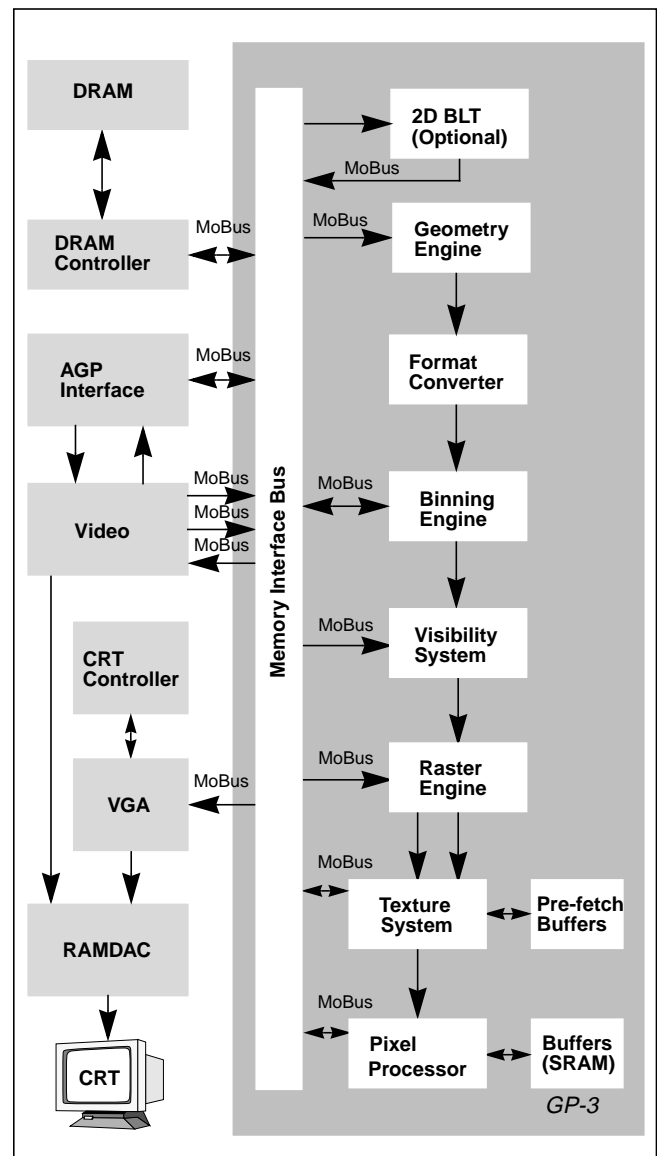 DRAM
2D BLT
(Optional)
MoBus
DRAM
Controller
MoBus
MoBus
Geometry
Engine
AGP
Interface
MoBus
Format
Converter
Video
MoBus
MoBus
MoBus
Memory Interface Bus
MoBus
Binning
Engine
CRT
Controller
MoBus
Visibility
System
VGA
MoBus
MoBus
Raster
Engine
RAMDAC
MoBus
Texture
System
Pre-fetch
Buffers
CRT
MoBus
Pixel
Processor
Buffers
(SRAM)
GP-3